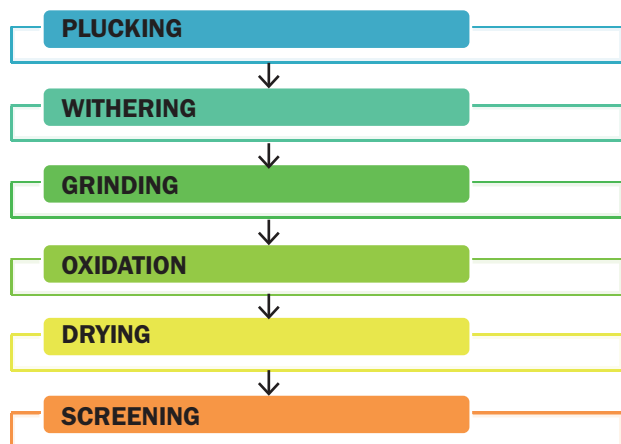 PLUCKING
WITHERING
GRINDING
OXIDATION
DRYING
SCREENING